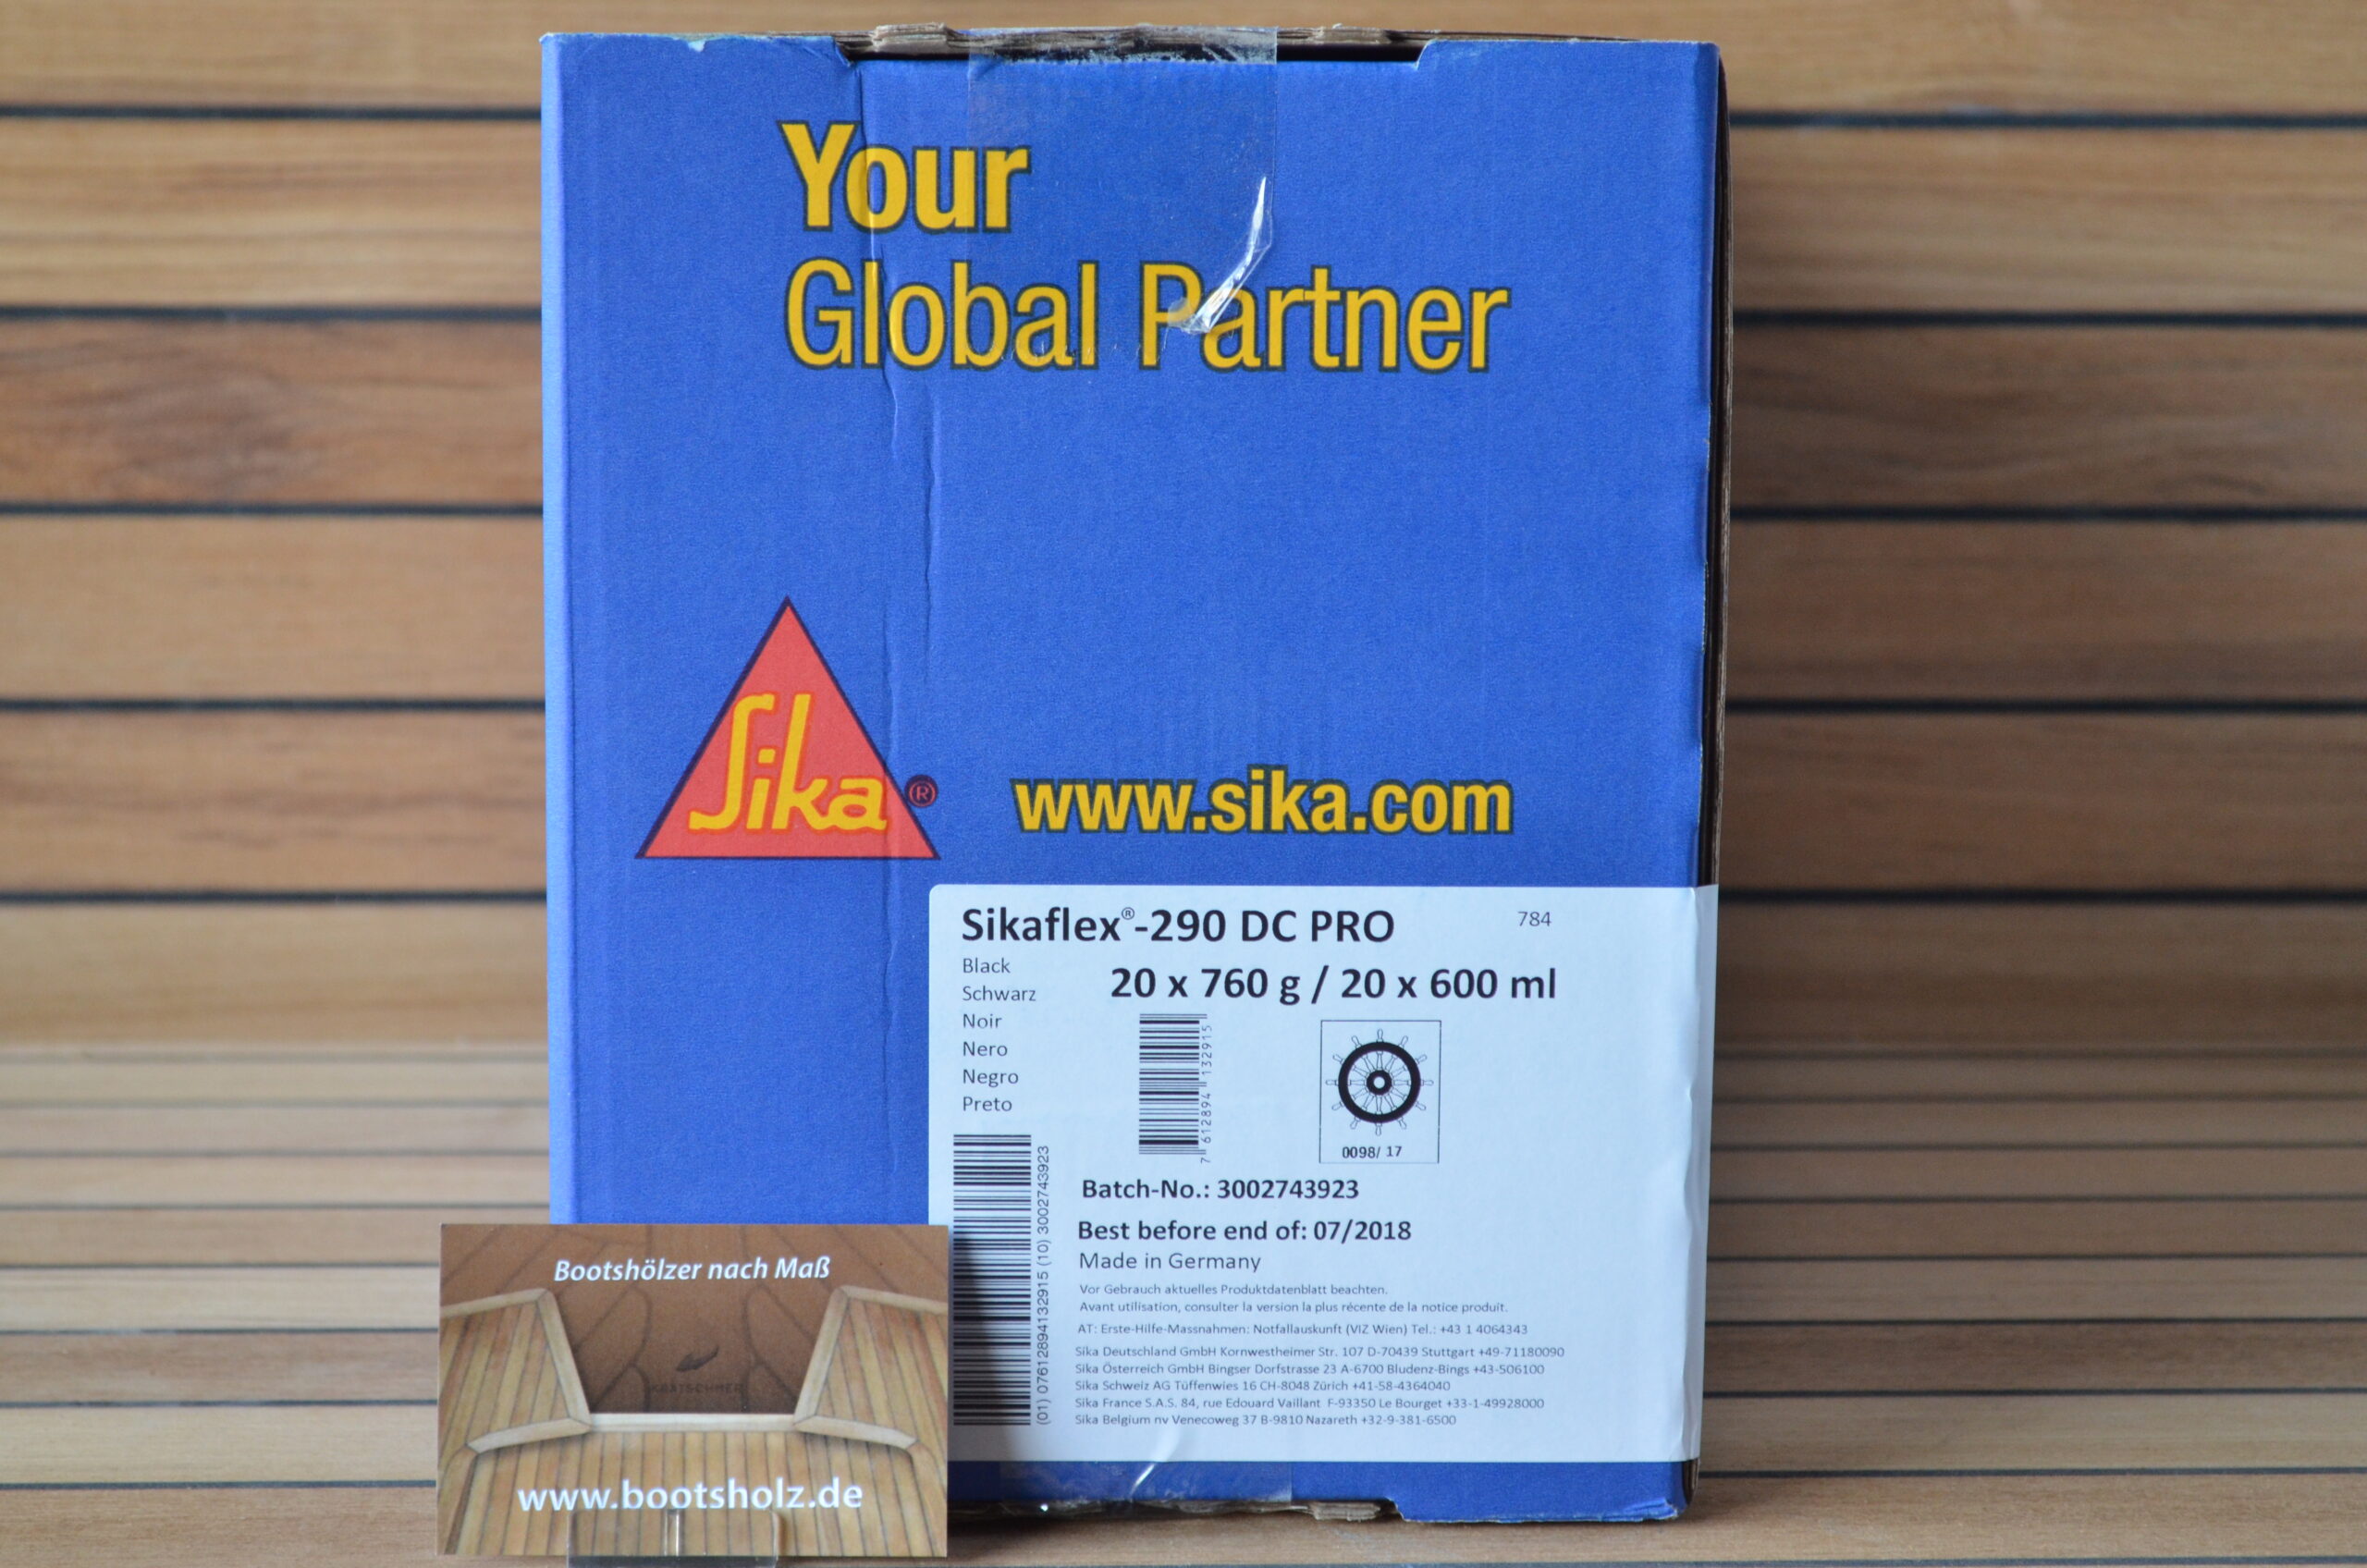 Your
Global Partner
Sika®
www.sika.com
Sikaflex®-290 DC PRO
784
Black
Schwarz
Noir
Nero
Negro
Preto
20 x 760 g / 20 x 600 ml
7 612894 132915
0098/ 17
(01) 07612894132915 (10) 3002743923
Batch-No.: 3002743923
Best before end of: 07/2018
Made in Germany
Vor Gebrauch aktuelles Produktdatenblatt beachten.
Avant utilisation, consulter la version la plus récente de la notice produit.
AT: Erste-Hilfe-Massnahmen: Notfallauskunft (VIZ Wien) Tel.: +43 1 4064343
Sika Deutschland GmbH Kornwestheimer Str. 107 D-70439 Stuttgart +49-71180090
Sika Österreich GmbH Bingser Dorfstrasse 23 A-6700 Bludenz-Bings +43-506100
Sika Schweiz AG Tüffenwies 16 CH-8048 Zürich +41-58-4364040
Sika France S.A.S. 84, rue Edouard Vaillant F-93350 Le Bourget +33-1-49928000
Sika Belgium nv Venecoweg 37 B-9810 Nazareth +32-9-381-6500
Bootshölzer nach Maß
www.bootsholz.de